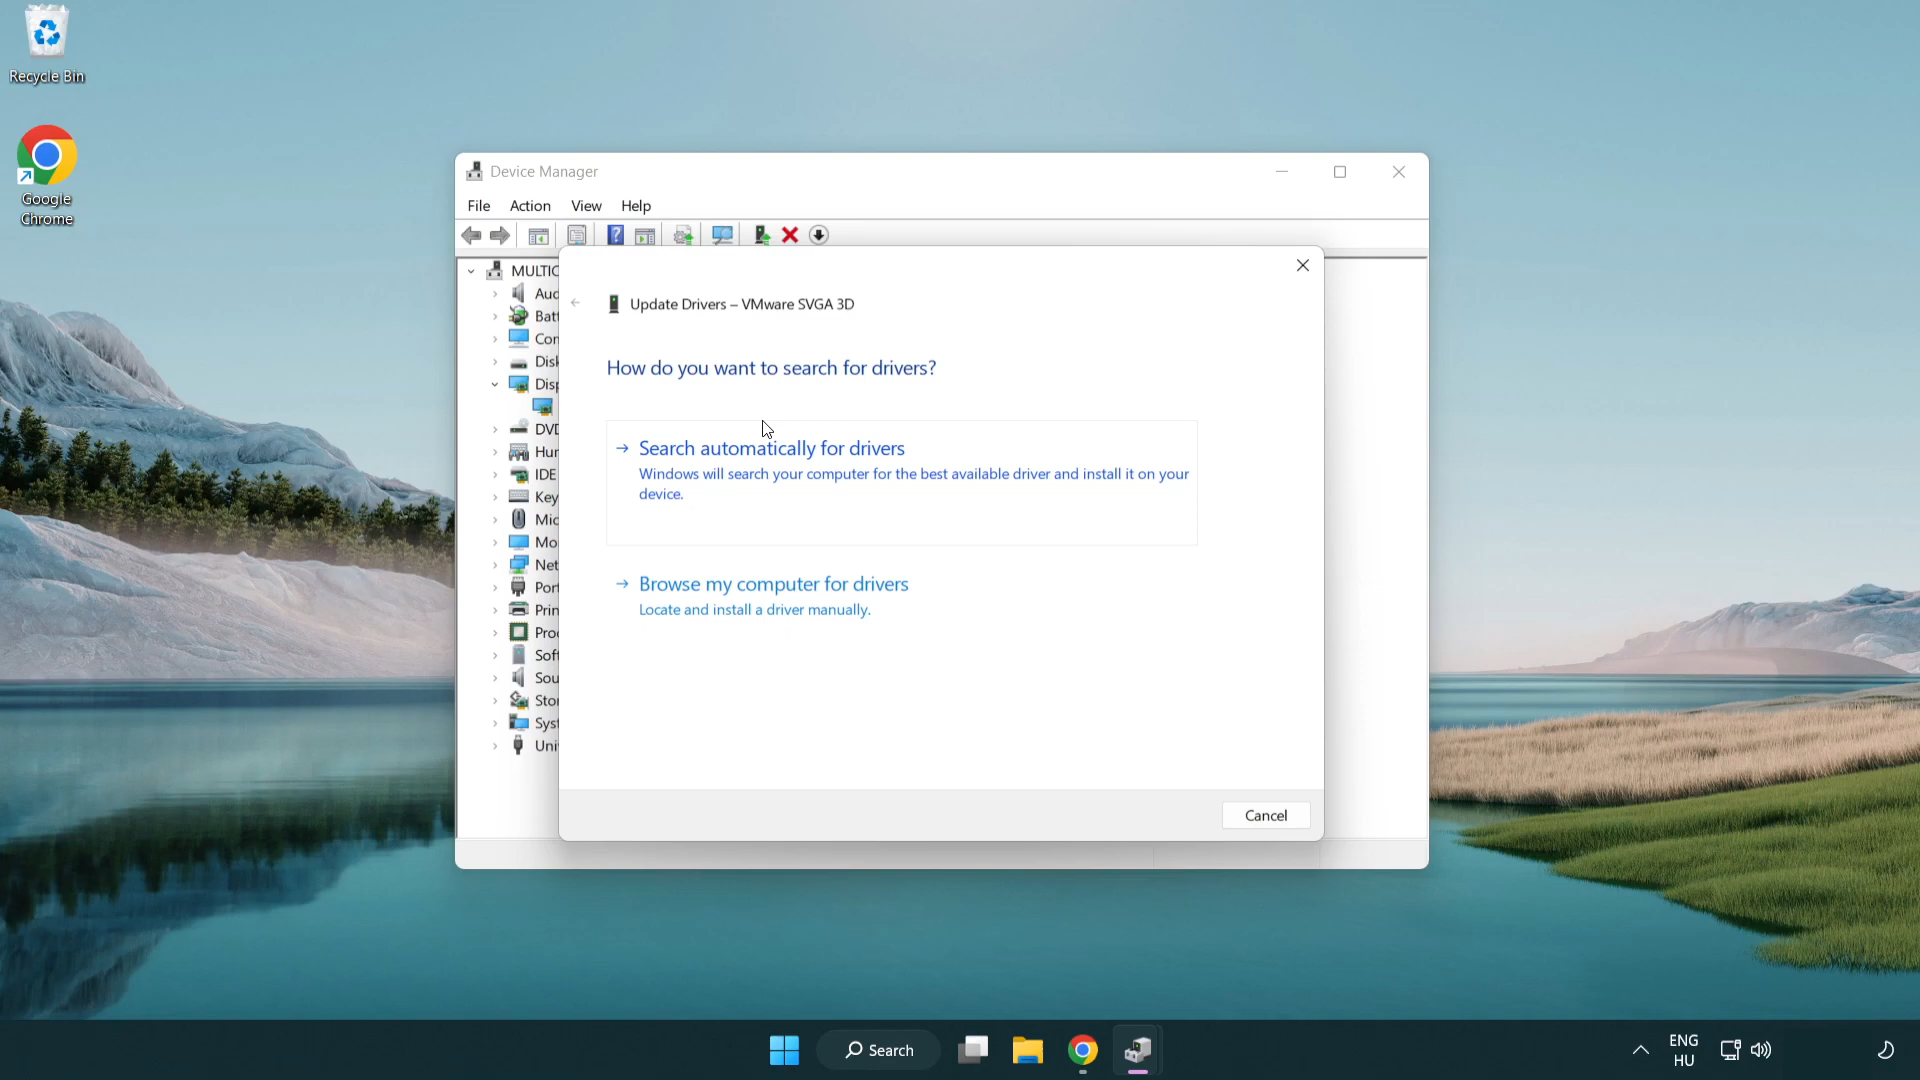 Recycle Bin
Google
Chrome
Device Manager
File Action View Help
MULTIC
Aud
Batt
Con
Disk
Disp
DVD
Hur
IDE
Key
Mic
Mo
Net
Port
Prin
Proc
Soft
Sou
Stor
Syst
Uni
Update Drivers – VMware SVGA 3D
How do you want to search for drivers?
Search automatically for drivers
Windows will search your computer for the best available driver and install it on your
device.
Browse my computer for drivers
Locate and install a driver manually.
Cancel
Search
ENG
HU